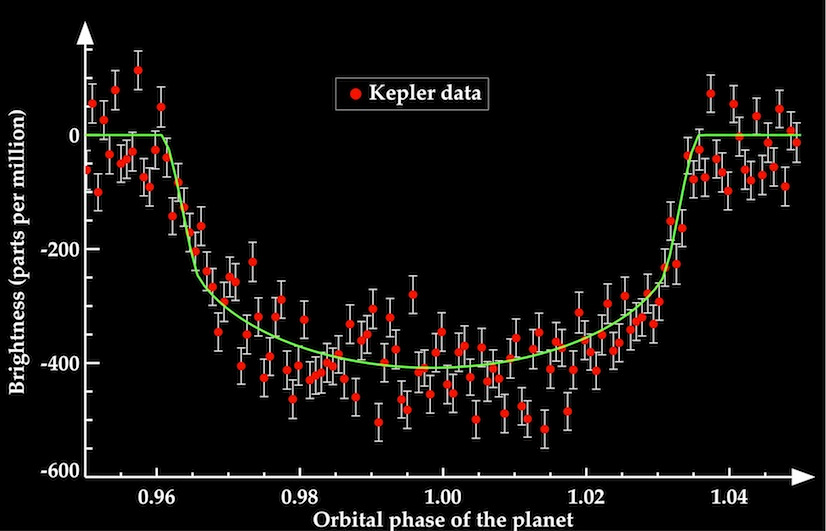 Kepler data
Brightness (parts per million)
0
-200
-400
-600
0.96 0.98 1.00 1.02 1.04
Orbital phase of the planet